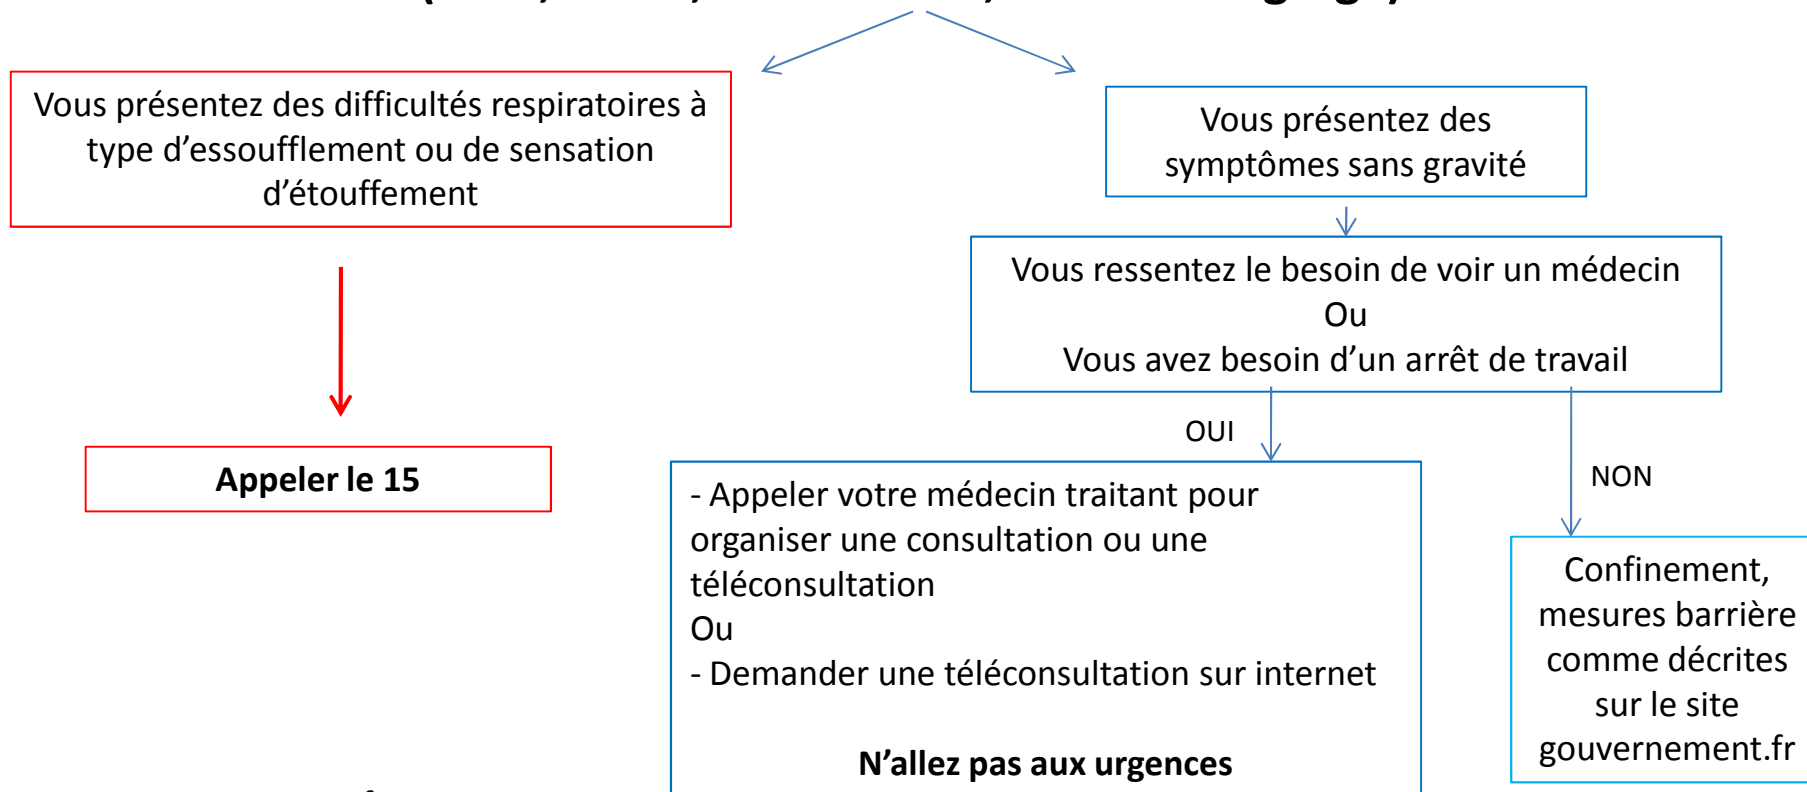 Vous présentez des difficultés respiratoires à
type d'essoufflement ou de sensation
d'étouffement
Vous présentez des
symptômes sans gravité
Vous ressentez le besoin de voir un médecin
Ou
Vous avez besoin d'un arrêt de travail
OUI
NON
Appeler le 15
- Appeler votre médecin traitant pour
organiser une consultation ou une
téléconsultation
Ou
- Demander une téléconsultation sur internet
N'allez pas aux urgences
Confinement,
mesures barrière
comme décrites
sur le site
gouvernement.fr